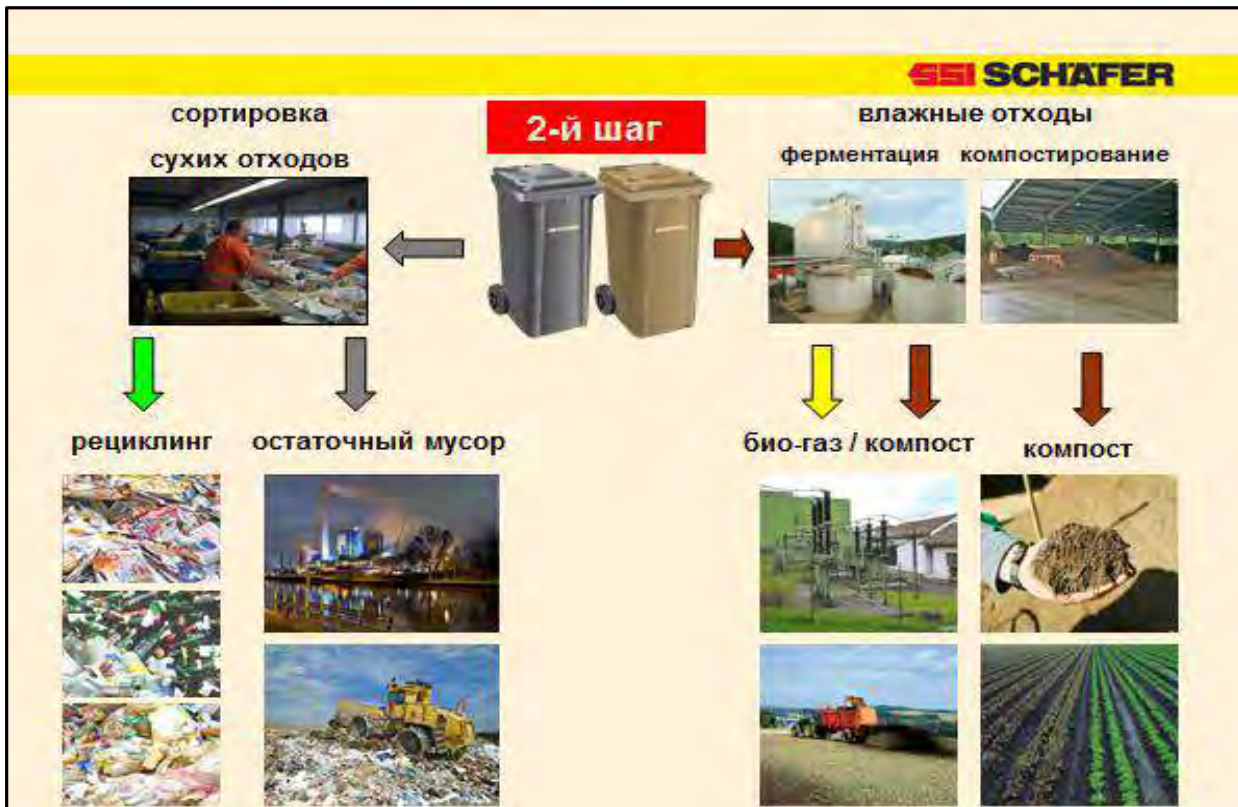 SSI SCHÄFER
сортировка
сухих отходов
2-й шаг
влажные отходы
ферментация компостирование
рециклинг
остаточный мусор
био-газ / компост
компост